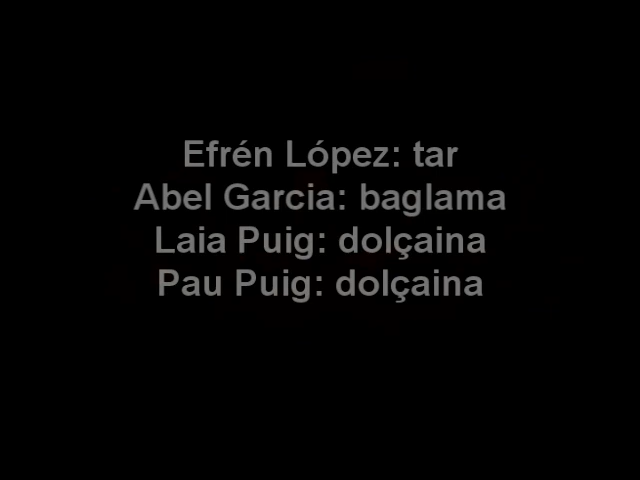 Efrén López: tar
Abel Garcia: baglama
Laia Puig: dolçaina
Pau Puig: dolçaina